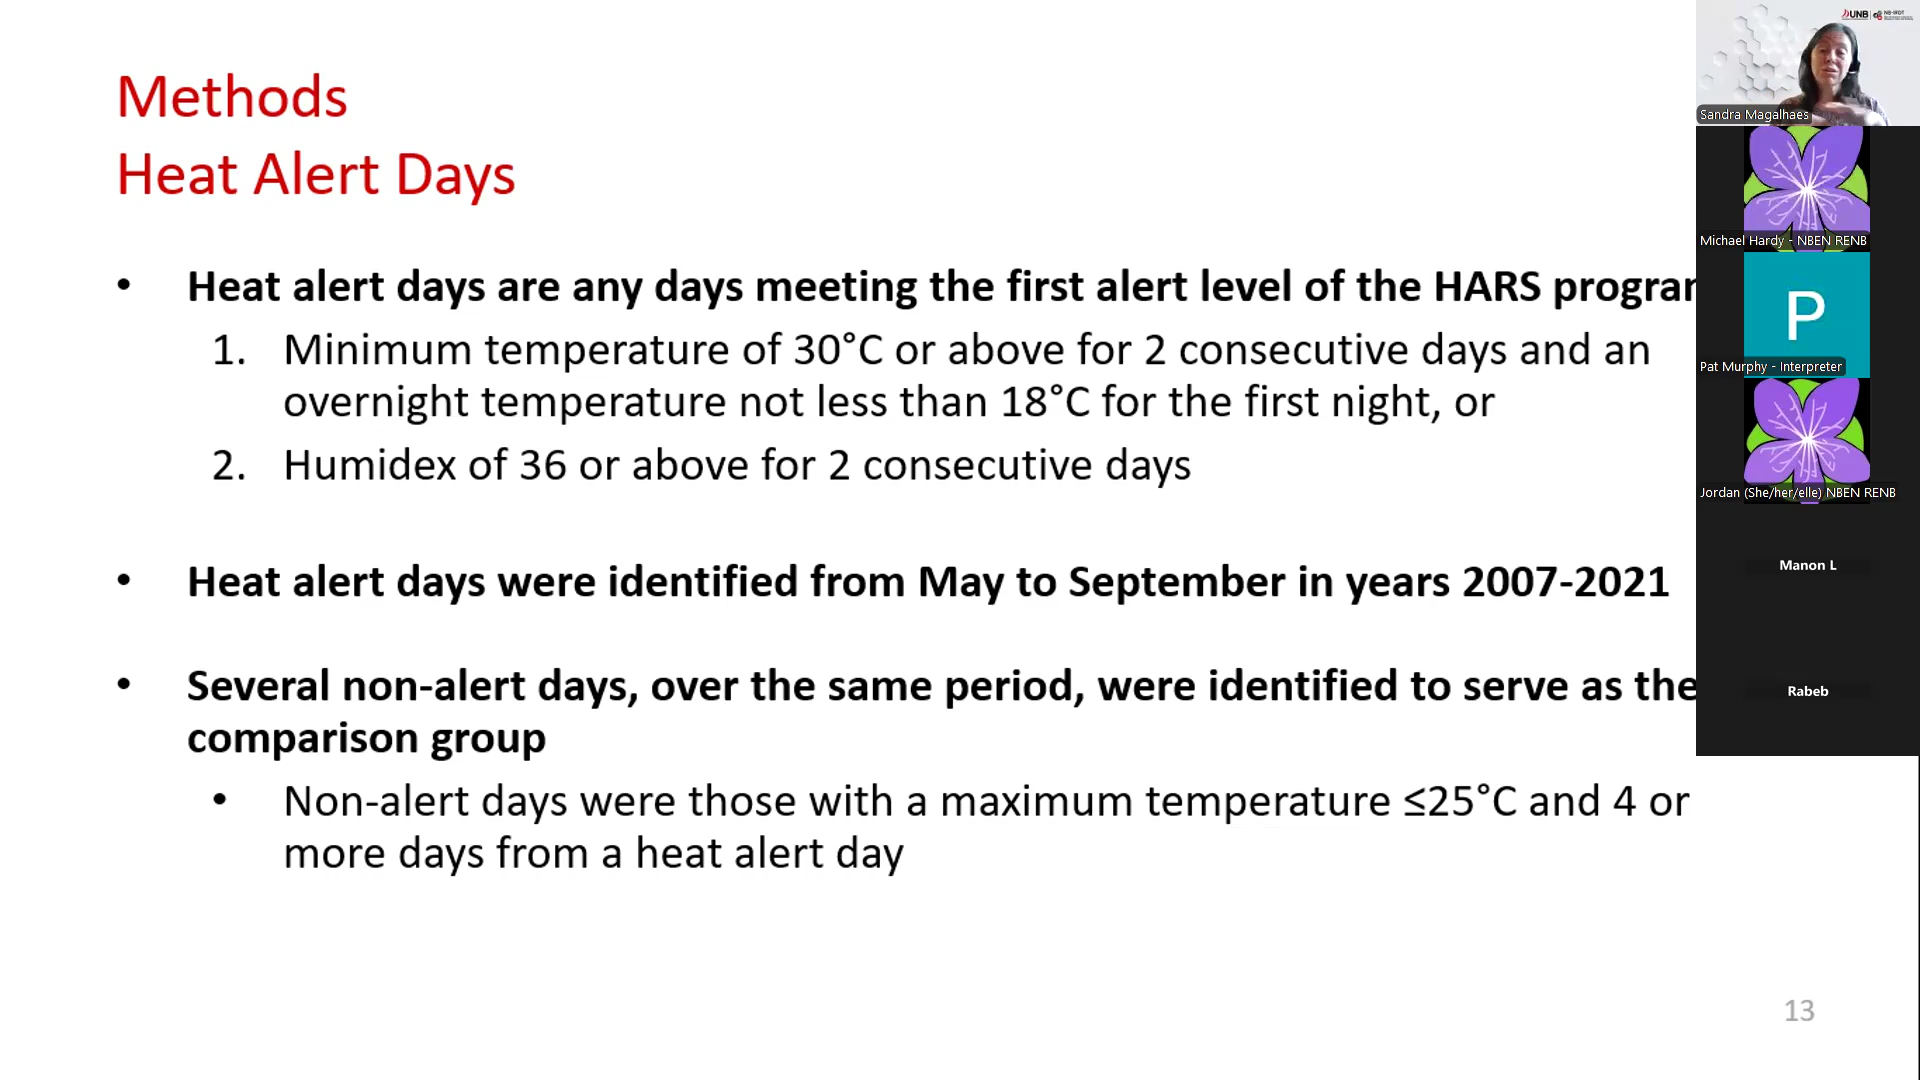 Methods
Heat Alert Days
• Heat alert days are any days meeting the first alert level of the HARS
1. Minimum temperature of 30°C or above for 2 consecutive days and an
overnight temperature not less than 18°C for the first night, or
2. Humidex of 36 or above for 2 consecutive days
• Heat alert days were identified from May to September in years 2007-2021
• Several non-alert days, over the same period, were identified to serve as the
comparison group
• Non-alert days were those with a maximum temperature ≤25°C and 4 or
more days from a heat alert day
13
UNB
Sandra Magalhaes
Michael Hardy - NBEN RENB
P
Pat Murphy - Interpreter
Jordan (She/her/elle) NBEN RENB
Manon L
Rabeb